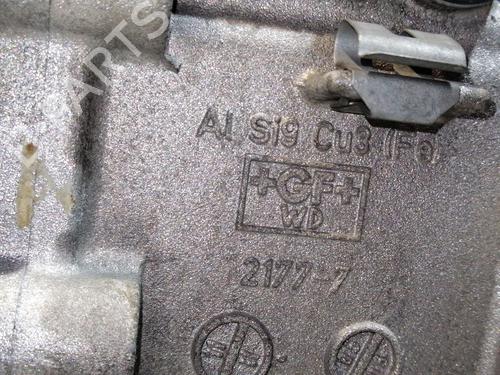 Al Si9 Cu3 (Fe)
+GF+
WD
2177-7